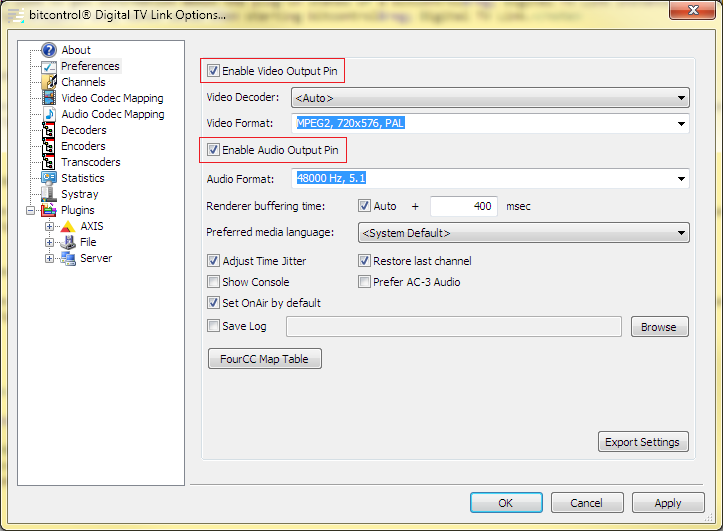 bitcontrol® Digital TV Link Options...
About
Preferences
Channels
Video Codec Mapping
Audio Codec Mapping
Decoders
Encoders
Transcoders
Statistics
Systray
Plugins
AXIS
File
Server
Enable Video Output Pin
Video Decoder: <Auto>
Video Format: MPEG2, 720x576, PAL
Enable Audio Output Pin
Audio Format: 48000 Hz, 5.1
Renderer buffering time: Auto + 400 msec
Preferred media language: <System Default>
Adjust Time Jitter Restore last channel
Show Console Prefer AC-3 Audio
Set OnAir by default
Save Log Browse
FourCC Map Table
Export Settings
OK Cancel Apply